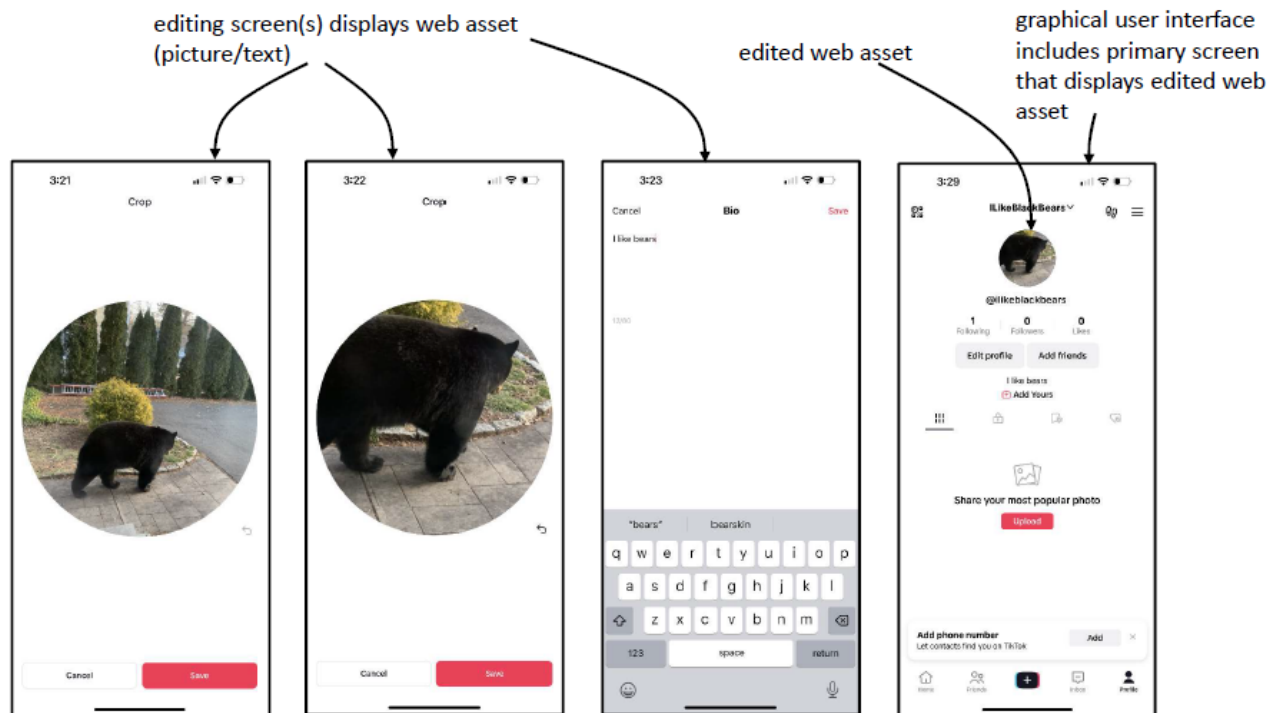 editing screen(s) displays web asset
(picture/text)
edited web asset
graphical user interface
includes primary screen
that displays edited web
asset
3:21
Crop
Cancel
Save
3:22
Crop
Cancel
Save
3:23
Cancel Bio Save
I like bears
"bears" bearskin
q w e r t y u i o p
a s d f g h j k l
z x c v b n m
123 space return
3:29
ILikeBlackBears
@ilikeblackbears
1 0 0
Following Followers Likes
Edit profile Add friends
I like bears
Add Yours
Share your most popular photo
Upload
Add phone number
Let contacts find you on TikTok
Add
Home Friends Inbox Profile